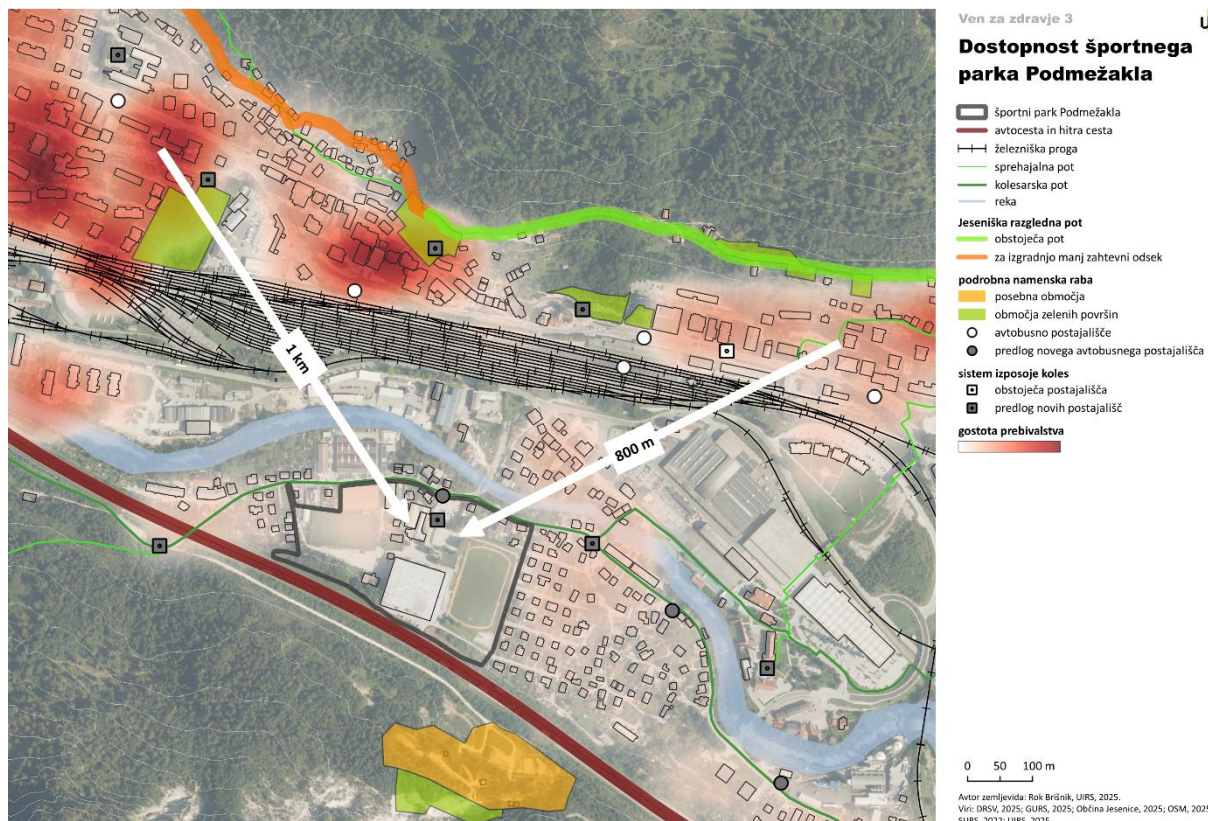 Ven za zdravje 3
Dostopnost športnega
parka Podmežakla
športni park Podmežakla
avtocesta in hitra cesta
železniška proga
sprehajalna pot
kolesarska pot
reka
Jeseniška razgledna pot
obstoječa pot
za izgradnjo manj zahtevni odsek
podrobna namenska raba
posebna območja
območja zelenih površin
avtobusno postajališče
predlog novega avtobusnega postajališča
sistem izposoje koles
obstoječa postajališča
predlog novih postajališč
gostota prebivalstva
1 km
800 m
0 50 100 m
Avtor zemljevida: Rok Brišnik, UIRS, 2025.
Viri: DRSV, 2025; GURS, 2025; Občina Jesenice, 2025; OSM, 2025
SURS, 2022; UIRS, 2025